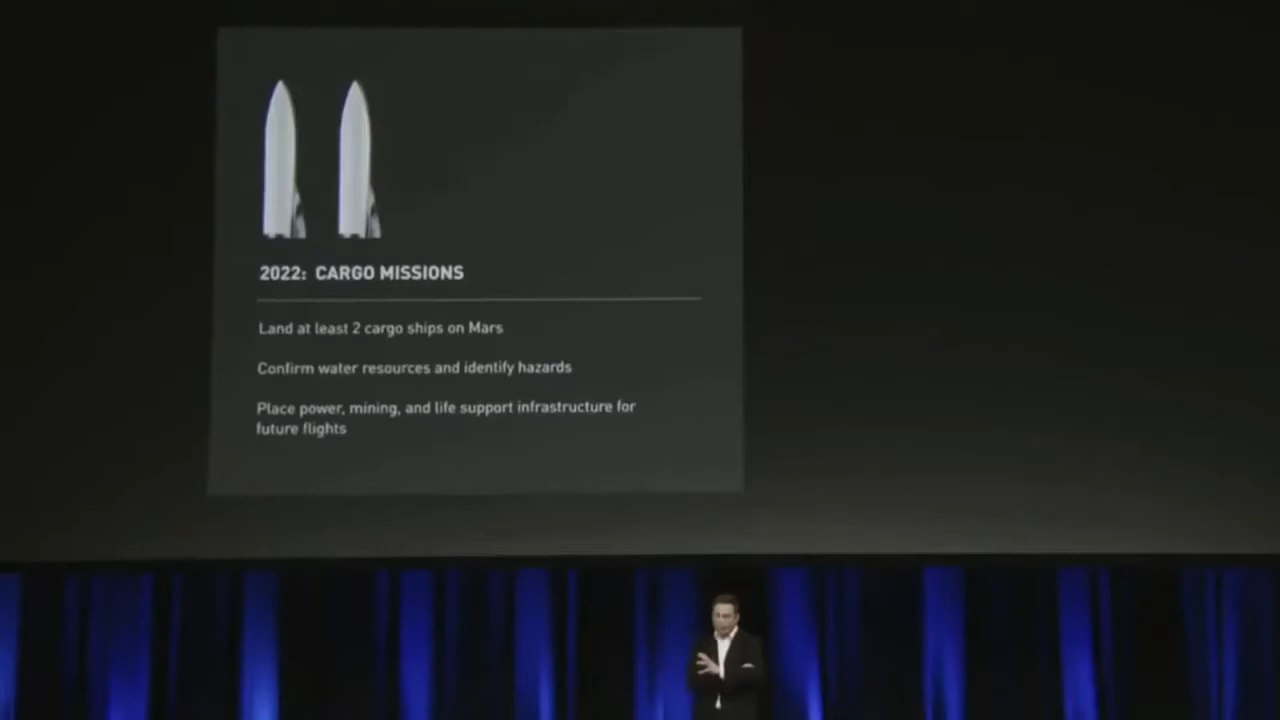 2022: CARGO MISSIONS
Land at least 2 cargo ships on Mars
Confirm water resources and identify hazards
Place power, mining, and life support infrastructure for
future flights